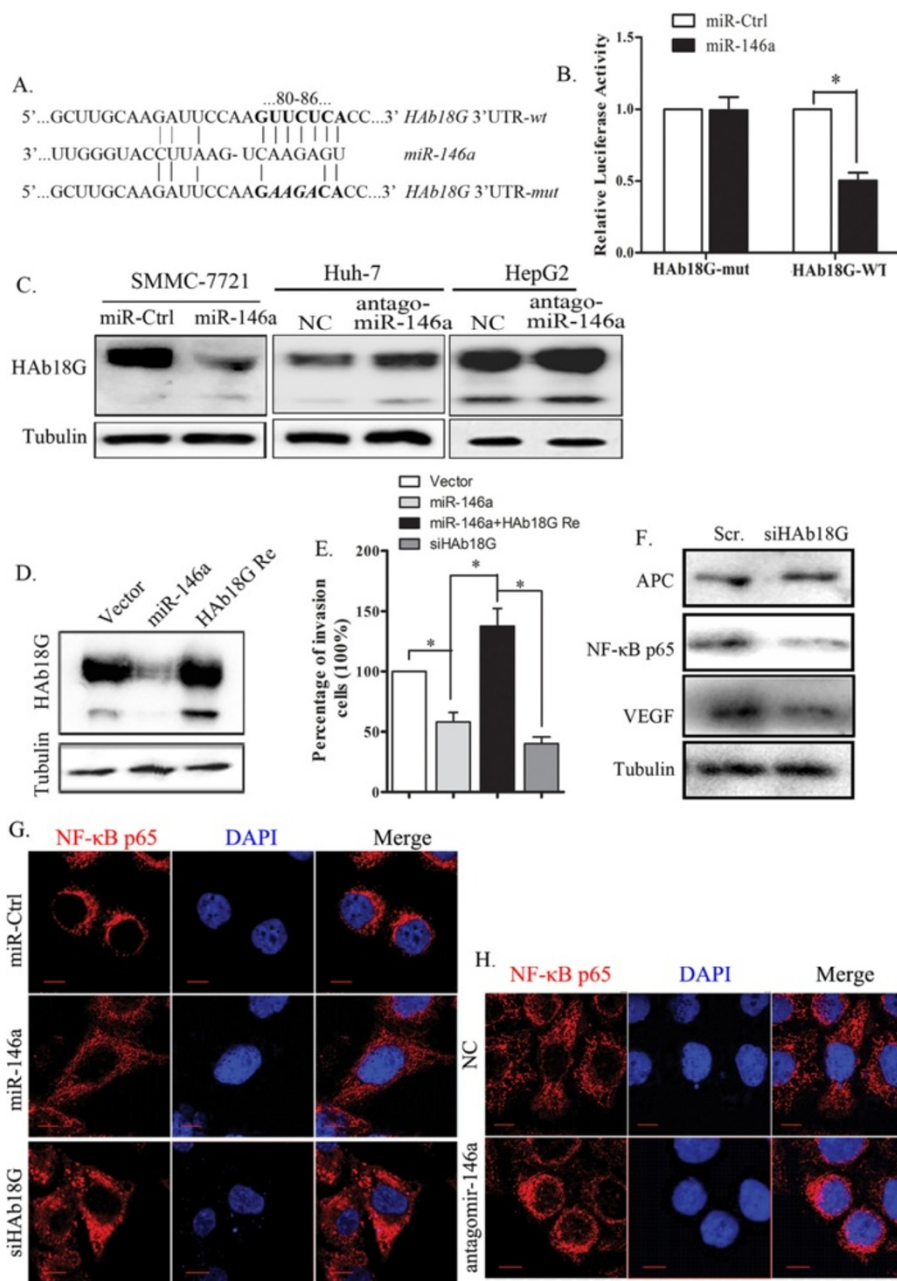 A.
...80-86...
5'...GCUUGCAAGAUUCCAAGUUCUCACC...3' HAb18G 3'UTR-wt
3'...UUGGGUACCUUAAG-UCAAGAGU miR-146a
5'...GCUUGCAAGAUUCCAAGAAGACACC...3' HAb18G 3'UTR-mut
B.
miR-Ctrl
miR-146a
Relative Luciferase Activity
1.5
1.0
0.5
0.0
*
HAb18G-mut HAb18G-WT
C.
SMMC-7721 Huh-7 HepG2
miR-Ctrl miR-146a NC antago-miR-146a NC antago-miR-146a
HAb18G
Tubulin
D.
Vector miR-146a HAb18G Re
HAb18G
Tubulin
E.
Vector
miR-146a
miR-146a+HAb18G Re
siHAb18G
Percentage of invasion
cells (100%)
200
150
100
50
0
* * *
F.
Scr. siHAb18G
APC
NF-κB p65
VEGF
Tubulin
G.
NF-κB p65 DAPI Merge
miR-Ctrl
miR-146a
siHAb18G
H.
NF-κB p65 DAPI Merge
NC
antagomir-146a